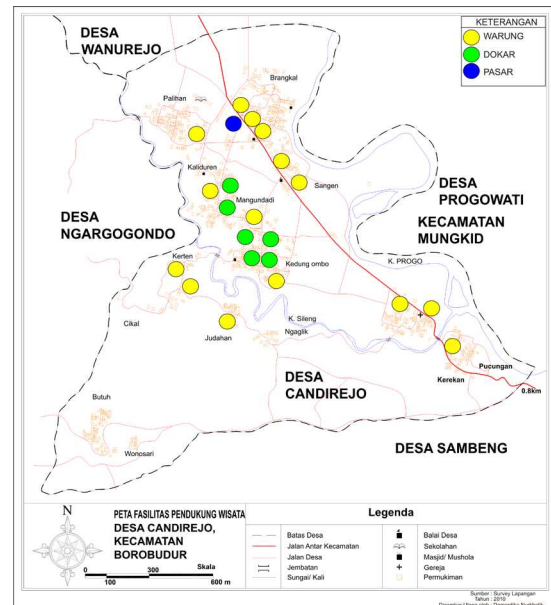 DESA
WANUREJO
KETERANGAN
WARUNG
DOKAR
PASAR
Brangkal
Palihan
Kaliduren
Sangen
Mangundadi
DESA
PROGOWATI
KECAMATAN
MUNGKID
DESA
NGARGOGONDO
Kerten
Kedung ombo
K. PROGO
Cikal
K. Sileng
Judahan
Ngaglik
Pucungan
Kerekan
0.8km
DESA
CANDIREJO
Butuh
Wonosari
DESA SAMBENG
N
PETA FASILITAS PENDUKUNG WISATA
DESA CANDIREJO,
KECAMATAN
BOROBUDUR
Skala
0 200 600 m
100
Legenda
Batas Desa
Jalan Antar Kecamatan
Jalan Desa
Jembatan
Sungai/ Kali
Balai Desa
Sekolahan
Masjid/ Mushola
Gereja
Permukiman
Sumber : Survey Lapangan
Tahun : 2010